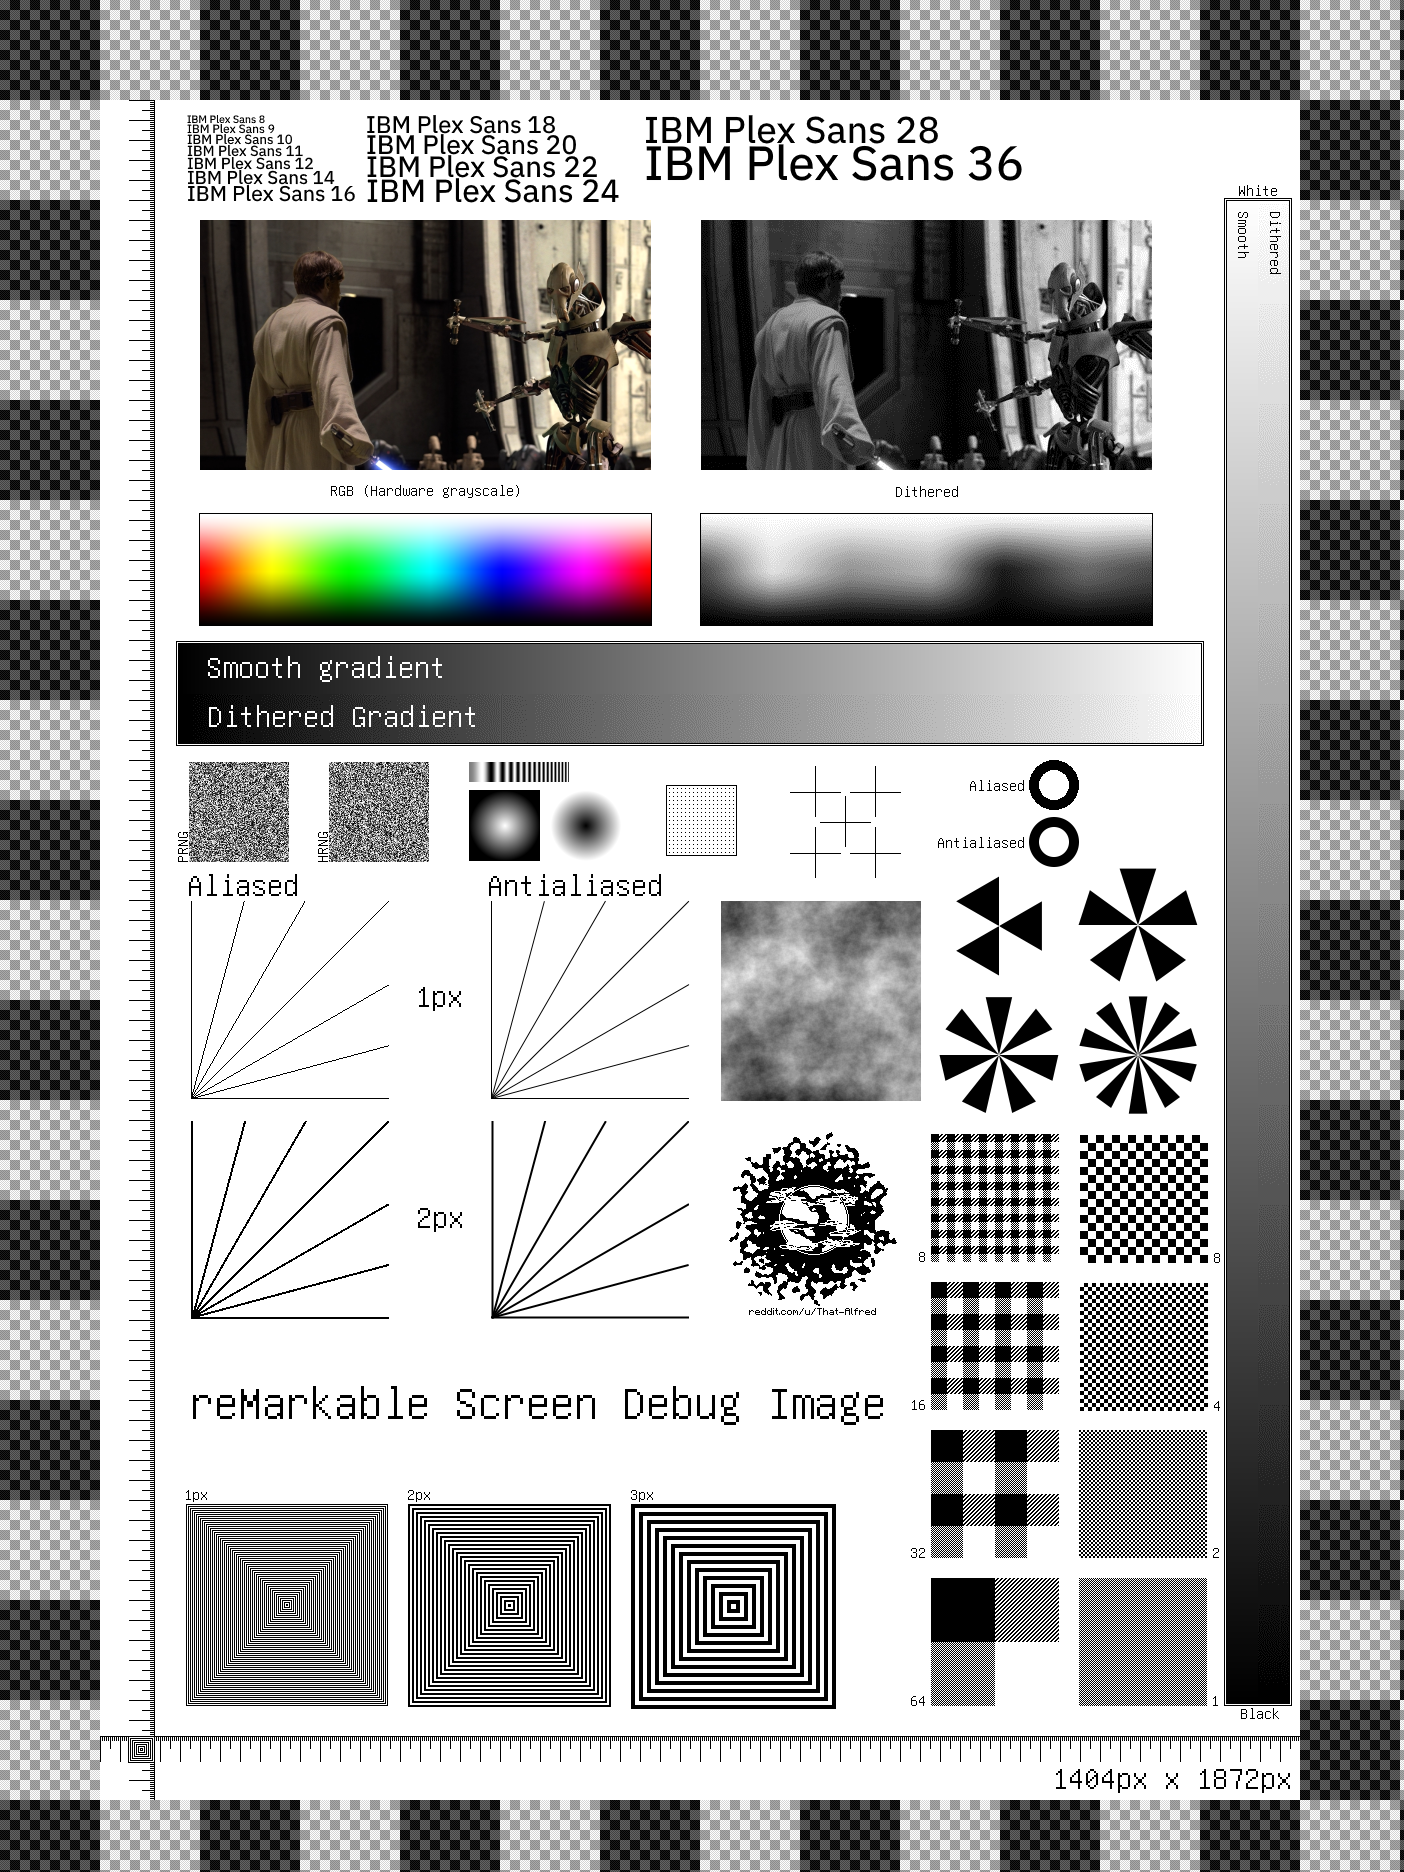 IBM Plex Sans 8
IBM Plex Sans 9
IBM Plex Sans 10
IBM Plex Sans 11
IBM Plex Sans 12
IBM Plex Sans 14
IBM Plex Sans 16
IBM Plex Sans 18
IBM Plex Sans 20
IBM Plex Sans 22
IBM Plex Sans 24
IBM Plex Sans 28
IBM Plex Sans 36
White
Smooth
Dithered
RGB (Hardware grayscale)
Dithered
Smooth gradient
Dithered Gradient
PRNG
HRNG
Aliased
Antialiased
Aliased
Antialiased
1px
2px
reddit.com/u/That-Alfred
8
8
16
4
reMarkable Screen Debug Image
32
2
1px
2px
3px
64
1
Black
1404px x 1872px